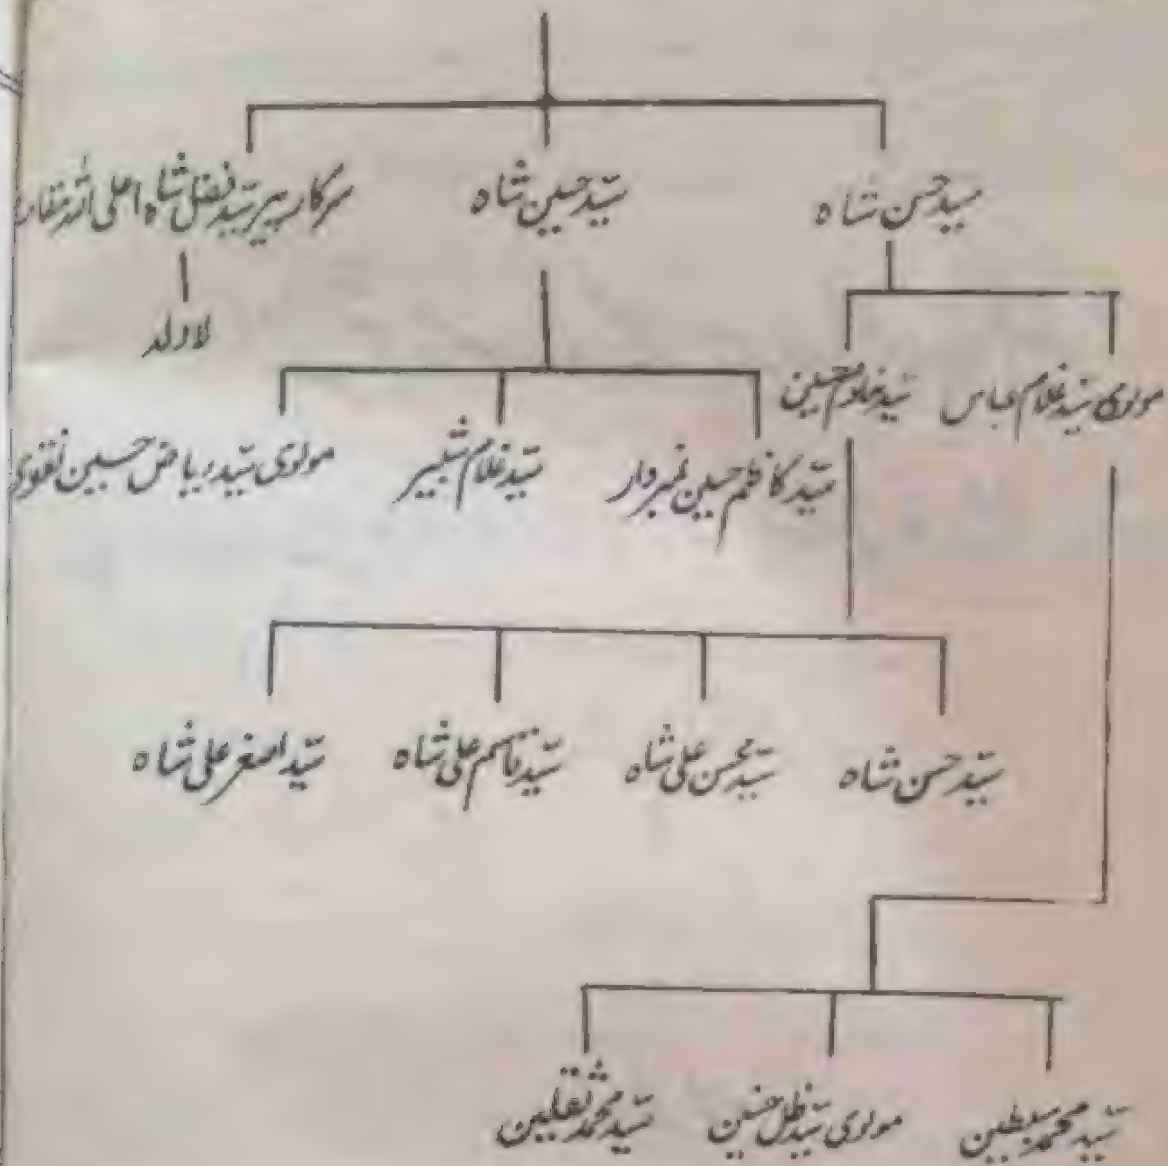 سید حسن شاہ
سید حسین شاہ
سرکار پیر سید فضل شاہ اعلی اللہ مقامہ
لاولد
مولوی سید غلام عباس
سید خادم حسین
سید کاظم حسین نمبردار
سید غلام شبیر
مولوی سید ریاض حسین نقوی
سید حسن شاہ
سید محسن علی شاہ
سید قاسم علی شاہ
سید اصغر علی شاہ
سید محمد سبطین
مولوی سید ظل حسنین
سید محمد ثقلین